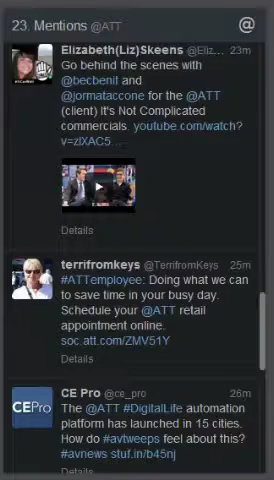 23. Mentions @ATT @
Elizabeth(Liz)Skeens @Eliz... 23m
Go behind the scenes with
@becbenit and
@jormataccone for the @ATT
(client) It's Not Complicated
commercials. youtube.com/watch?
v=zlXAC5...
Details
terrifromkeys @TerrifromKeys 25m
#ATTemployee: Doing what we can
to save time in your busy day.
Schedule your @ATT retail
appointment online.
soc.att.com/ZMV51Y
Details
CEPro
CE Pro @ce_pro 26m
The @ATT #DigitalLife automation
platform has launched in 15 cities.
How do #avtweeps feel about this?
#avnews stuf.in/b45nj
Details